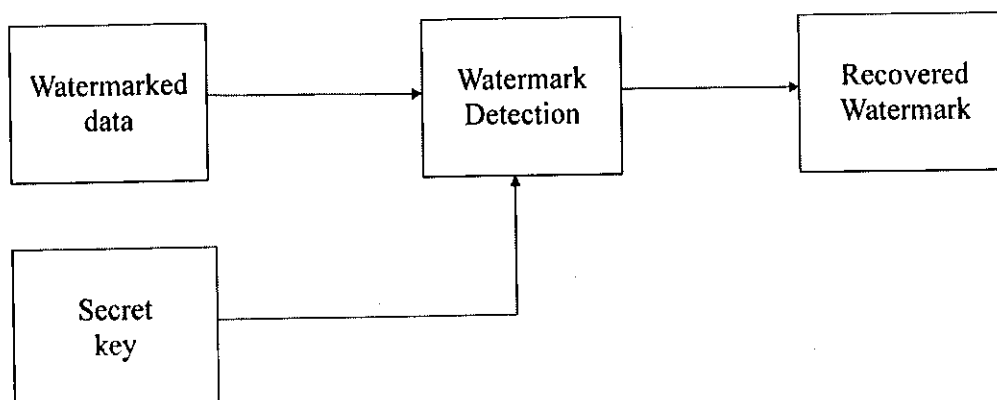 Watermarked
data
Watermark
Detection
Recovered
Watermark
Secret
key